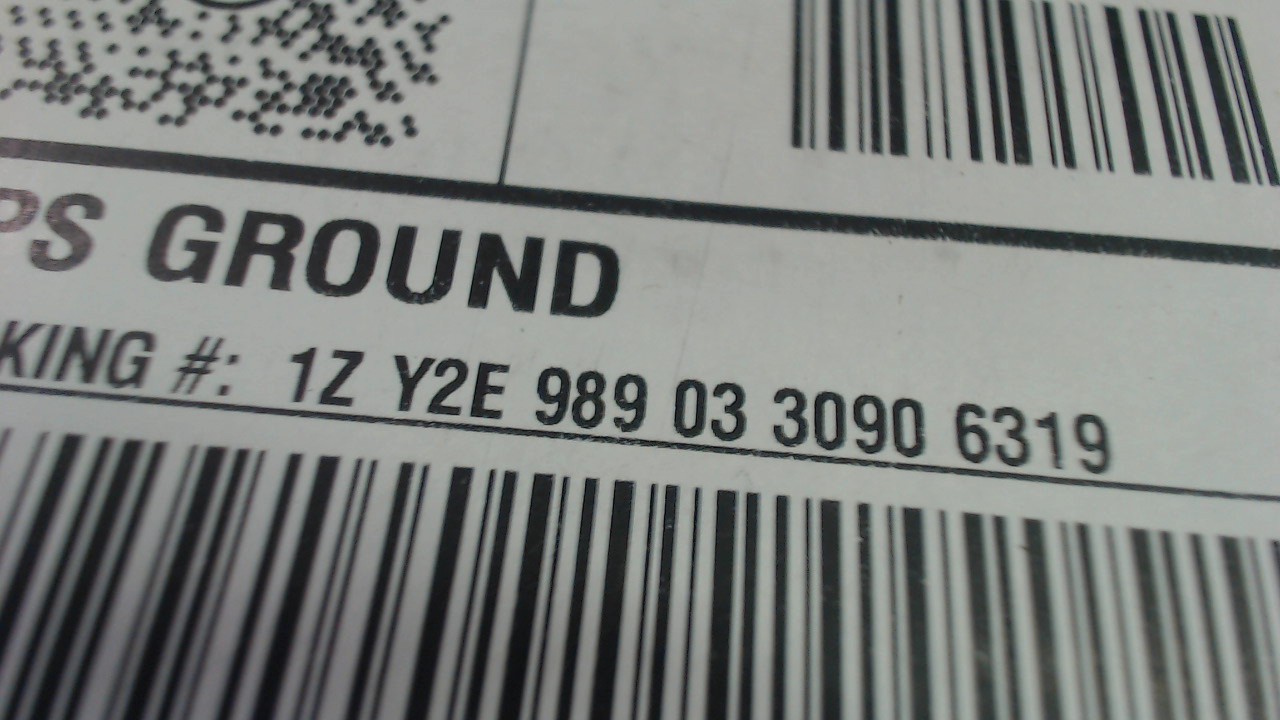 PS GROUND
KING #: 1Z Y2E 989 03 3090 6319